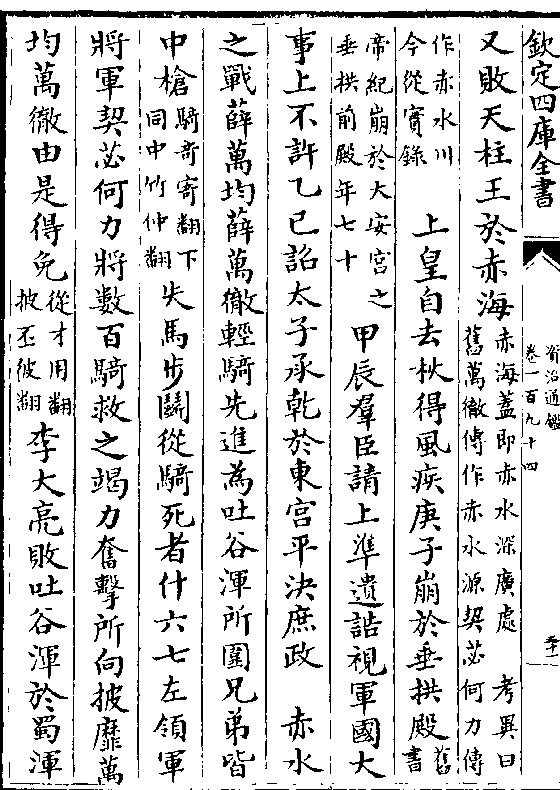 欽定四庫全書
資治通鑑
卷一百九十四
又敗天柱王於赤海赤海蓋即赤水深廣處 考異曰
舊萬徹傳作赤水源契苾何力傳
作赤水川
今從實錄 上皇自去秋得風疾庚子崩於垂拱殿舊書
帝紀崩於大安宮之
垂拱前殿年七十 甲辰羣臣請上準遺誥視軍國大
事上不許乙巳詔太子承乾於東宮平決庶政 赤水
之戰薛萬均薛萬徹輕騎先進為吐谷渾所圍兄弟皆
中槍騎奇寄翻下
同中竹仲翻失馬步鬭從騎死者什六七左領軍
將軍契苾何力將數百騎救之竭力奮擊所向披靡萬
均萬徹由是得免從才用翻
披丕彼翻李大亮敗吐谷渾於蜀渾